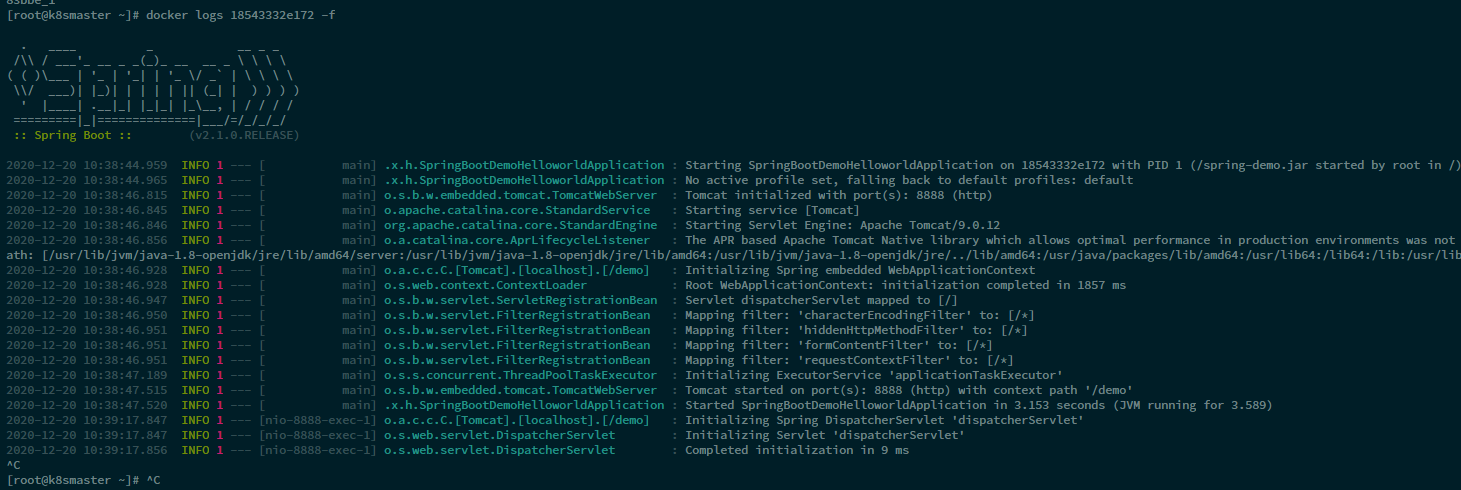 [root@k8smaster ~]# docker logs 18543332e172 -f
  .   ____          _            __ _ _
 /\\ / ___'_ __ _ _(_)_ __  __ _ \ \ \ \
( ( )\___ | '_ | '_| | '_ \/ _` | \ \ \ \
 \\/  ___)| |_)| | | | | || (_| |  ) ) ) )
  '  |____| .__|_| |_|_| |_\__, | / / / /
 =========|_|==============|___/=/_/_/_/
 :: Spring Boot ::        (v2.1.0.RELEASE)
2020-12-20 10:38:44.959  INFO 1 --- [           main] .x.h.SpringBootDemoHelloworldApplication : Starting SpringBootDemoHelloworldApplication on 18543332e172 with PID 1 (/spring-demo.jar started by root in /)
2020-12-20 10:38:44.965  INFO 1 --- [           main] .x.h.SpringBootDemoHelloworldApplication : No active profile set, falling back to default profiles: default
2020-12-20 10:38:46.815  INFO 1 --- [           main] o.s.b.w.embedded.tomcat.TomcatWebServer  : Tomcat initialized with port(s): 8888 (http)
2020-12-20 10:38:46.845  INFO 1 --- [           main] o.apache.catalina.core.StandardService   : Starting service [Tomcat]
2020-12-20 10:38:46.846  INFO 1 --- [           main] org.apache.catalina.core.StandardEngine  : Starting Servlet Engine: Apache Tomcat/9.0.12
2020-12-20 10:38:46.856  INFO 1 --- [           main] o.a.catalina.core.AprLifecycleListener   : The APR based Apache Tomcat Native library which allows optimal performance in production environments was not
ath: [/usr/lib/jvm/java-1.8-openjdk/jre/lib/amd64/server:/usr/lib/jvm/java-1.8-openjdk/jre/lib/amd64:/usr/lib/jvm/java-1.8-openjdk/jre/../lib/amd64:/usr/java/packages/lib/amd64:/usr/lib64:/lib64:/lib:/usr/lib
2020-12-20 10:38:46.928  INFO 1 --- [           main] o.a.c.c.C.[Tomcat].[localhost].[/demo]   : Initializing Spring embedded WebApplicationContext
2020-12-20 10:38:46.928  INFO 1 --- [           main] o.s.web.context.ContextLoader            : Root WebApplicationContext: initialization completed in 1857 ms
2020-12-20 10:38:46.947  INFO 1 --- [           main] o.s.b.w.servlet.ServletRegistrationBean  : Servlet dispatcherServlet mapped to [/]
2020-12-20 10:38:46.950  INFO 1 --- [           main] o.s.b.w.servlet.FilterRegistrationBean   : Mapping filter: 'characterEncodingFilter' to: [/*]
2020-12-20 10:38:46.951  INFO 1 --- [           main] o.s.b.w.servlet.FilterRegistrationBean   : Mapping filter: 'hiddenHttpMethodFilter' to: [/*]
2020-12-20 10:38:46.951  INFO 1 --- [           main] o.s.b.w.servlet.FilterRegistrationBean   : Mapping filter: 'formContentFilter' to: [/*]
2020-12-20 10:38:46.951  INFO 1 --- [           main] o.s.b.w.servlet.FilterRegistrationBean   : Mapping filter: 'requestContextFilter' to: [/*]
2020-12-20 10:38:47.189  INFO 1 --- [           main] o.s.s.concurrent.ThreadPoolTaskExecutor  : Initializing ExecutorService 'applicationTaskExecutor'
2020-12-20 10:38:47.515  INFO 1 --- [           main] o.s.b.w.embedded.tomcat.TomcatWebServer  : Tomcat started on port(s): 8888 (http) with context path '/demo'
2020-12-20 10:38:47.520  INFO 1 --- [           main] .x.h.SpringBootDemoHelloworldApplication : Started SpringBootDemoHelloworldApplication in 3.153 seconds (JVM running for 3.589)
2020-12-20 10:39:17.847  INFO 1 --- [nio-8888-exec-1] o.a.c.c.C.[Tomcat].[localhost].[/demo]   : Initializing Spring DispatcherServlet 'dispatcherServlet'
2020-12-20 10:39:17.847  INFO 1 --- [nio-8888-exec-1] o.s.web.servlet.DispatcherServlet        : Initializing Servlet 'dispatcherServlet'
2020-12-20 10:39:17.856  INFO 1 --- [nio-8888-exec-1] o.s.web.servlet.DispatcherServlet        : Completed initialization in 9 ms
^C
[root@k8smaster ~]# ^C